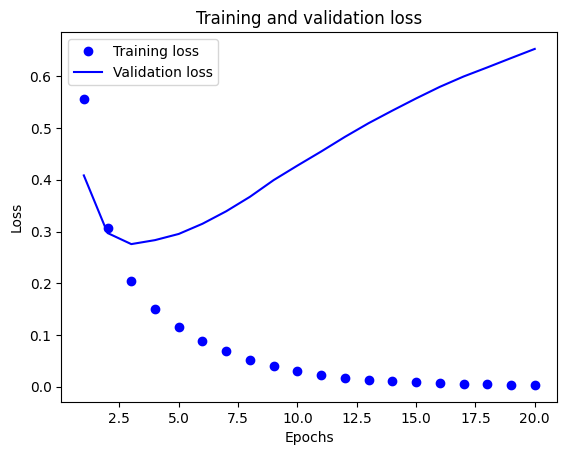 Training and validation loss
Training loss
Validation loss
0.6
0.5
0.4
0.3
0.2
0.1
0.0
Loss
2.5 5.0 7.5 10.0 12.5 15.0 17.5 20.0
Epochs